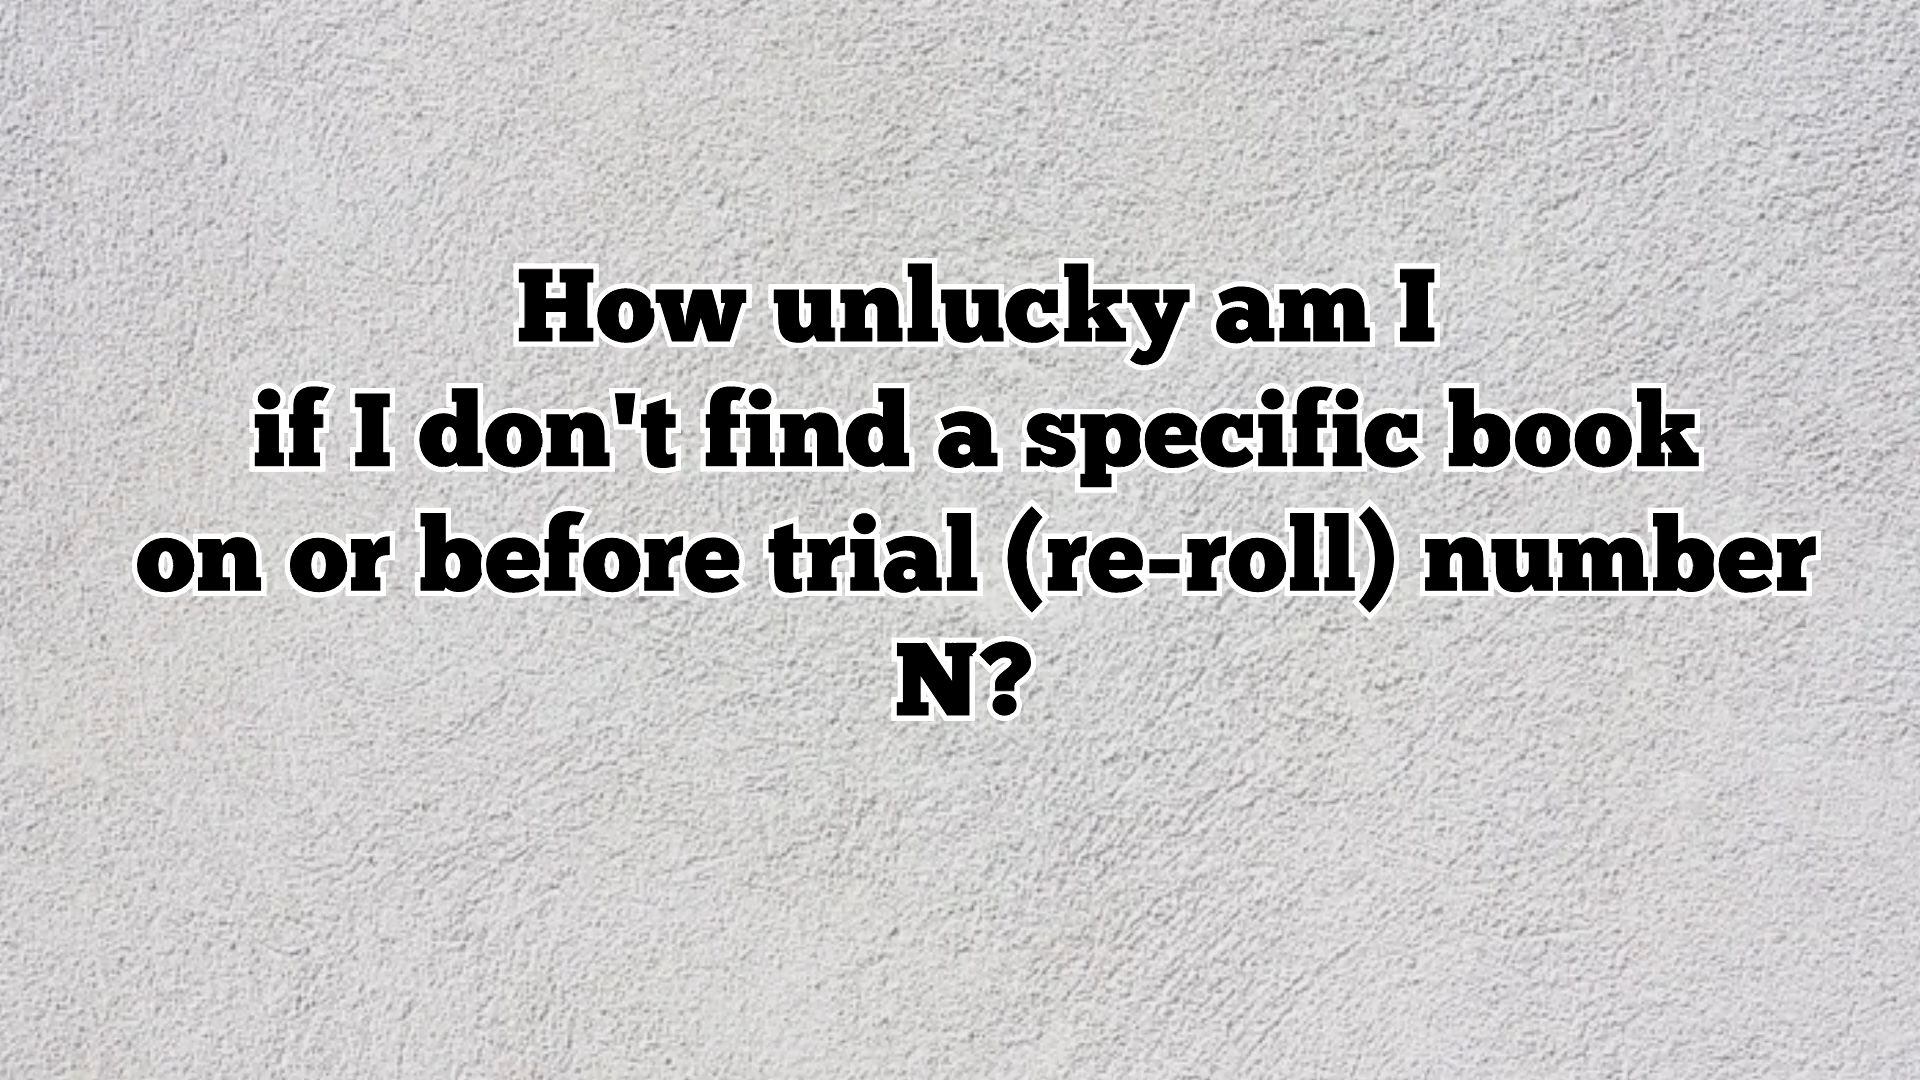 How unlucky am I
if I don't find a specific book
on or before trial (re-roll) number
N?